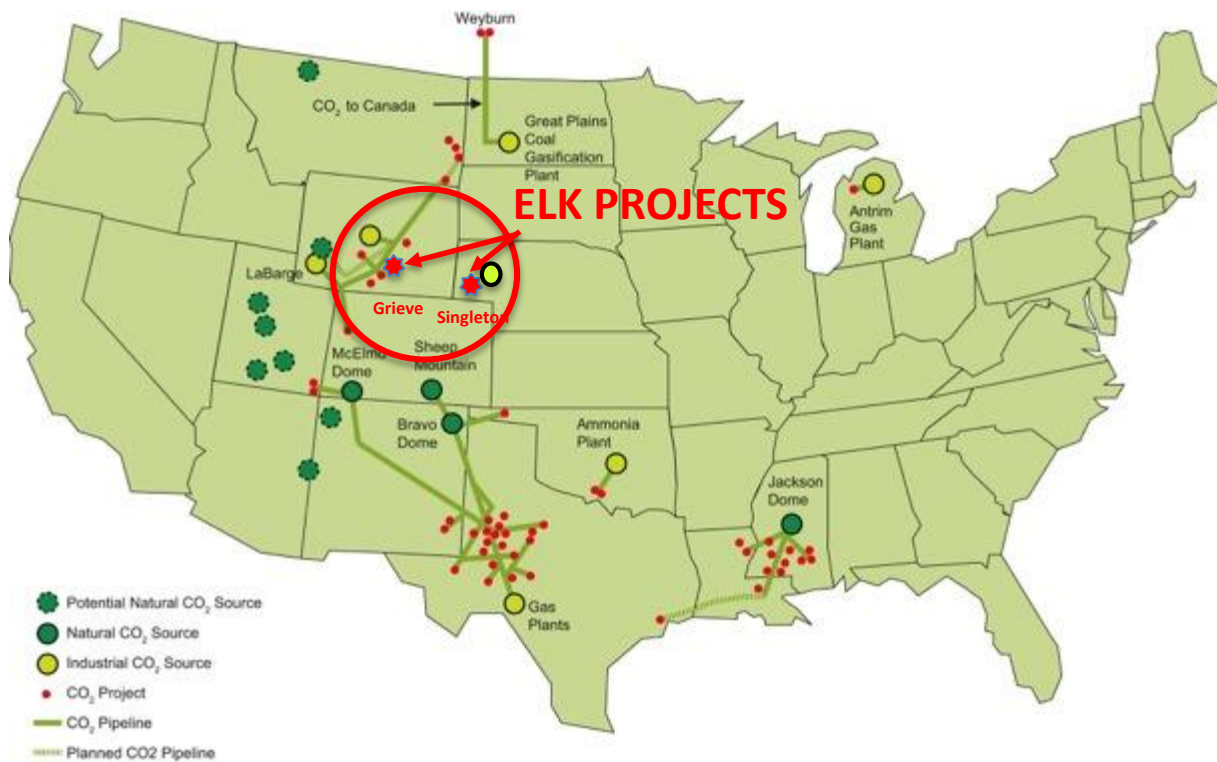 Weyburn
CO₂ to Canada
Great Plains
Coal
Gasification
Plant
ELK PROJECTS
Antrim
Gas
Plant
LaBarge
Grieve
Singleton
McElmo
Dome
Sheep
Mountain
Bravo
Dome
Ammonia
Plant
Jackson
Dome
Gas
Plants
Potential Natural CO₂ Source
Natural CO₂ Source
Industrial CO₂ Source
CO₂ Project
CO₂ Pipeline
Planned CO2 Pipeline